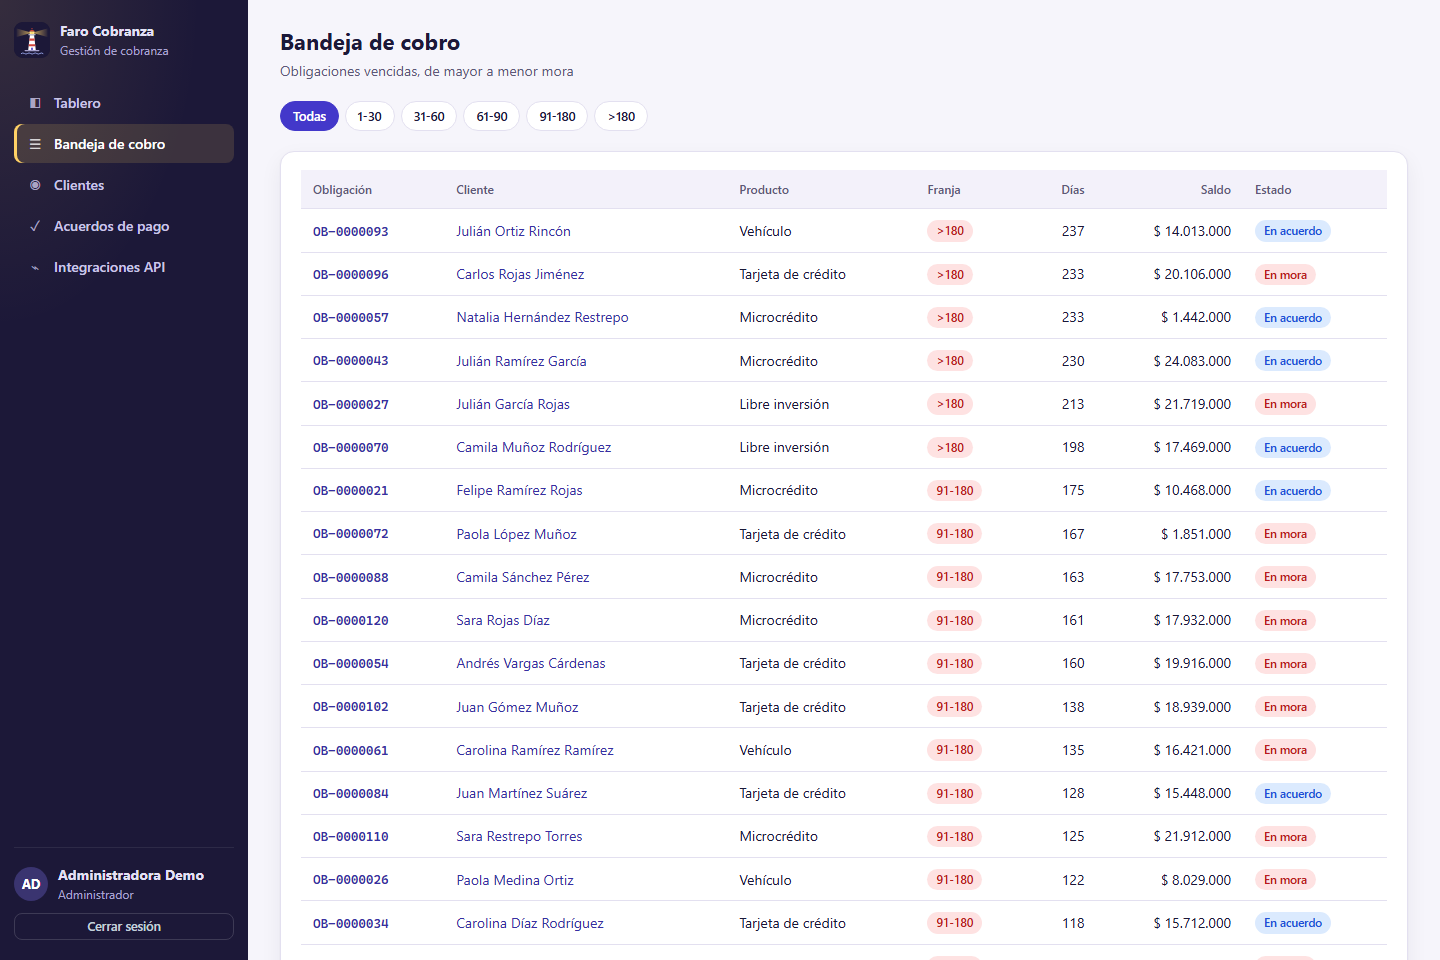 Faro Cobranza
Gestión de cobranza
Tablero
Bandeja de cobro
Clientes
Acuerdos de pago
Integraciones API
AD
Administradora Demo
Administrador
Cerrar sesión
Bandeja de cobro
Obligaciones vencidas, de mayor a menor mora
Todas 1-30 31-60 61-90 91-180 >180
Obligación Cliente Producto Franja Días Saldo Estado
OB-0000093 Julián Ortiz Rincón Vehículo >180 237 $ 14.013.000 En acuerdo
OB-0000096 Carlos Rojas Jiménez Tarjeta de crédito >180 233 $ 20.106.000 En mora
OB-0000057 Natalia Hernández Restrepo Microcrédito >180 233 $ 1.442.000 En acuerdo
OB-0000043 Julián Ramírez García Microcrédito >180 230 $ 24.083.000 En acuerdo
OB-0000027 Julián García Rojas Libre inversión >180 213 $ 21.719.000 En mora
OB-0000070 Camila Muñoz Rodríguez Libre inversión >180 198 $ 17.469.000 En acuerdo
OB-0000021 Felipe Ramírez Rojas Microcrédito 91-180 175 $ 10.468.000 En acuerdo
OB-0000072 Paola López Muñoz Tarjeta de crédito 91-180 167 $ 1.851.000 En mora
OB-0000088 Camila Sánchez Pérez Microcrédito 91-180 163 $ 17.753.000 En mora
OB-0000120 Sara Rojas Díaz Microcrédito 91-180 161 $ 17.932.000 En mora
OB-0000054 Andrés Vargas Cárdenas Tarjeta de crédito 91-180 160 $ 19.916.000 En mora
OB-0000102 Juan Gómez Muñoz Tarjeta de crédito 91-180 138 $ 18.939.000 En mora
OB-0000061 Carolina Ramírez Ramírez Vehículo 91-180 135 $ 16.421.000 En mora
OB-0000084 Juan Martínez Suárez Tarjeta de crédito 91-180 128 $ 15.448.000 En acuerdo
OB-0000110 Sara Restrepo Torres Microcrédito 91-180 125 $ 21.912.000 En mora
OB-0000026 Paola Medina Ortiz Vehículo 91-180 122 $ 8.029.000 En mora
OB-0000034 Carolina Díaz Rodríguez Tarjeta de crédito 91-180 118 $ 15.712.000 En acuerdo